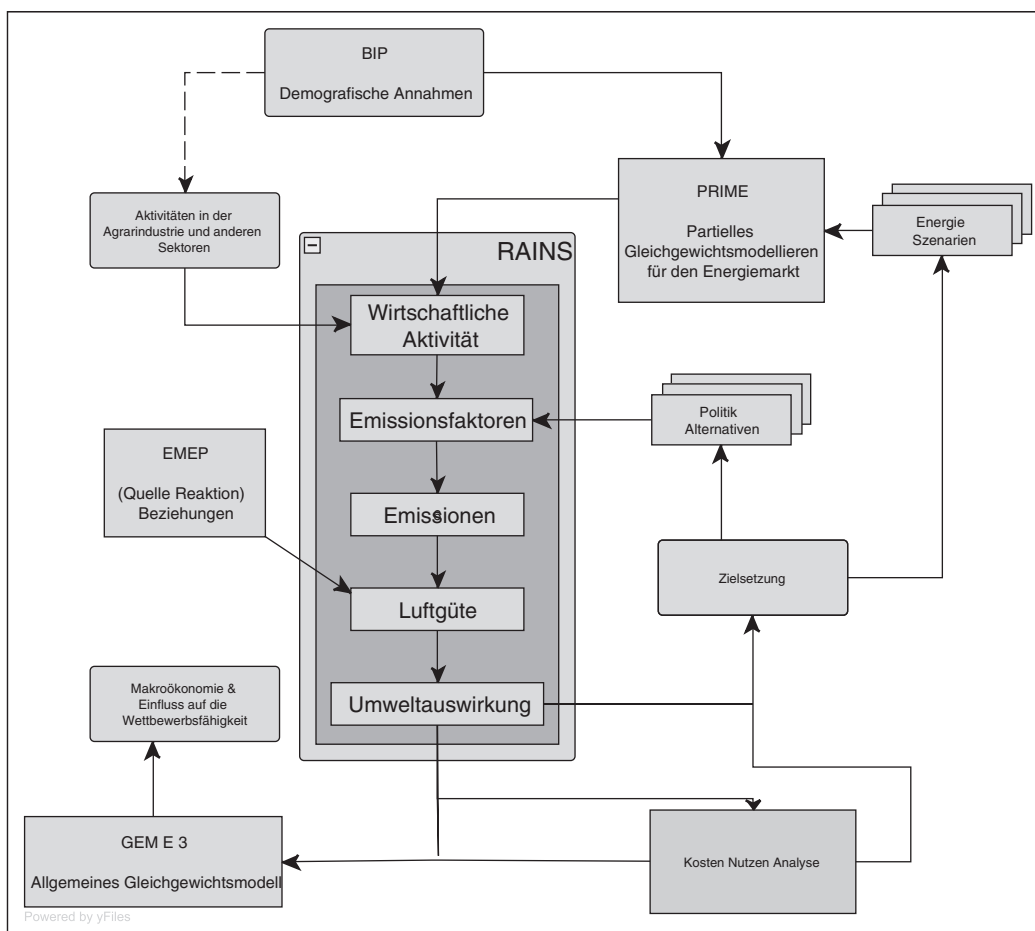 BIP
Demografische Annahmen
PRIME
Partielles
Gleichgewichtsmodellieren
für den Energiemarkt
Energie
Szenarien
Aktivitäten in der
Agrarindustrie und anderen
Sektoren
RAINS
Wirtschaftliche
Aktivität
Emissionsfaktoren
Politik
Alternativen
EMEP
(Quelle Reaktion)
Beziehungen
Emissionen
Zielsetzung
Luftgüte
Umweltauswirkung
Makroökonomie &
Einfluss auf die
Wettbewerbsfähigkeit
GEM E 3
Allgemeines Gleichgewichtsmodell
Kosten Nutzen Analyse
Powered by yFiles